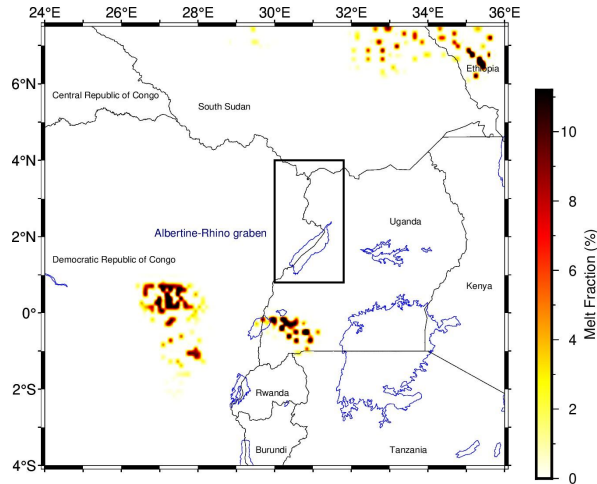 24°E 26°E 28°E 30°E 32°E 34°E 36°E
6°N
4°N
2°N
0°
2°S
4°S
Ethiopia
Central Republic of Congo
South Sudan
Albertine-Rhino graben
Uganda
Democratic Republic of Congo
Kenya
Rwanda
Burundi
Tanzania
10
8
6
4
2
0
Melt Fraction (%)